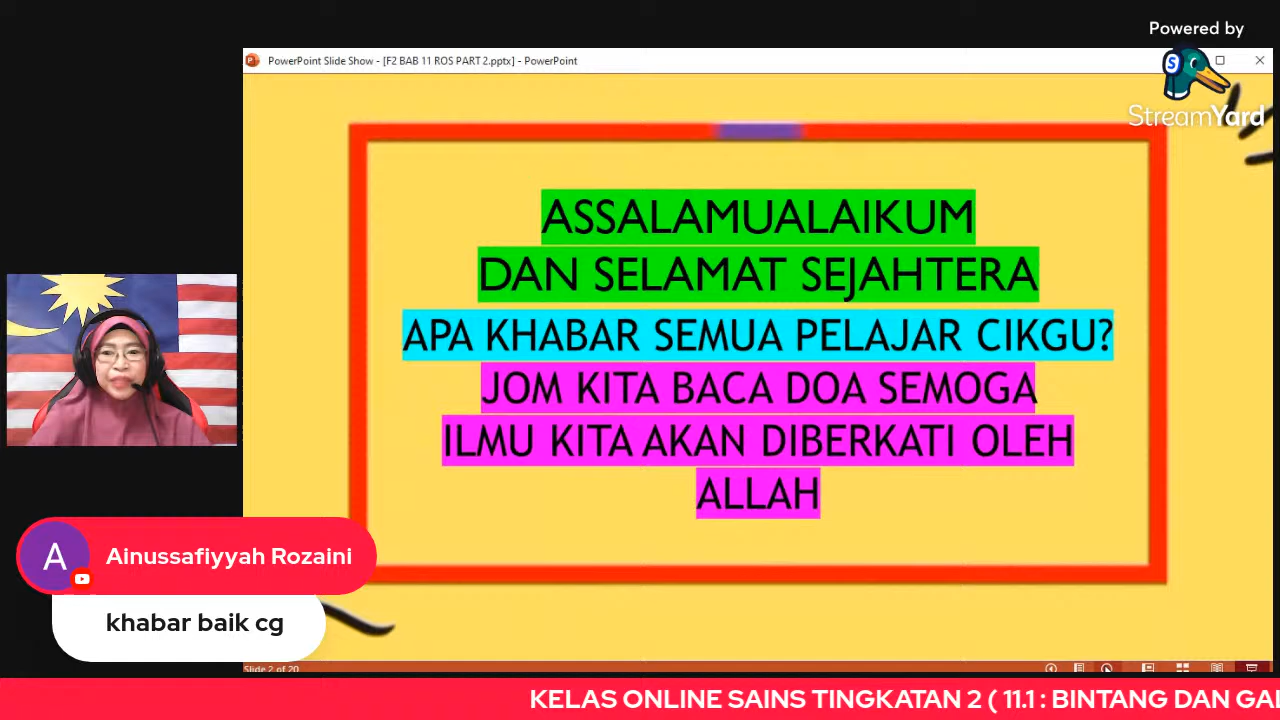 Powered by
StreamYard
PowerPoint Slide Show - [F2 BAB 11 ROS PART 2.pptx] - PowerPoint
ASSALAMUALAIKUM
DAN SELAMAT SEJAHTERA
APA KHABAR SEMUA PELAJAR CIKGU?
JOM KITA BACA DOA SEMOGA
ILMU KITA AKAN DIBERKATI OLEH
ALLAH
A
Ainussafiyyah Rozaini
khabar baik cg
Slide 2 of 20
KELAS ONLINE SAINS TINGKATAN 2 ( 11.1 : BINTANG DAN GAL